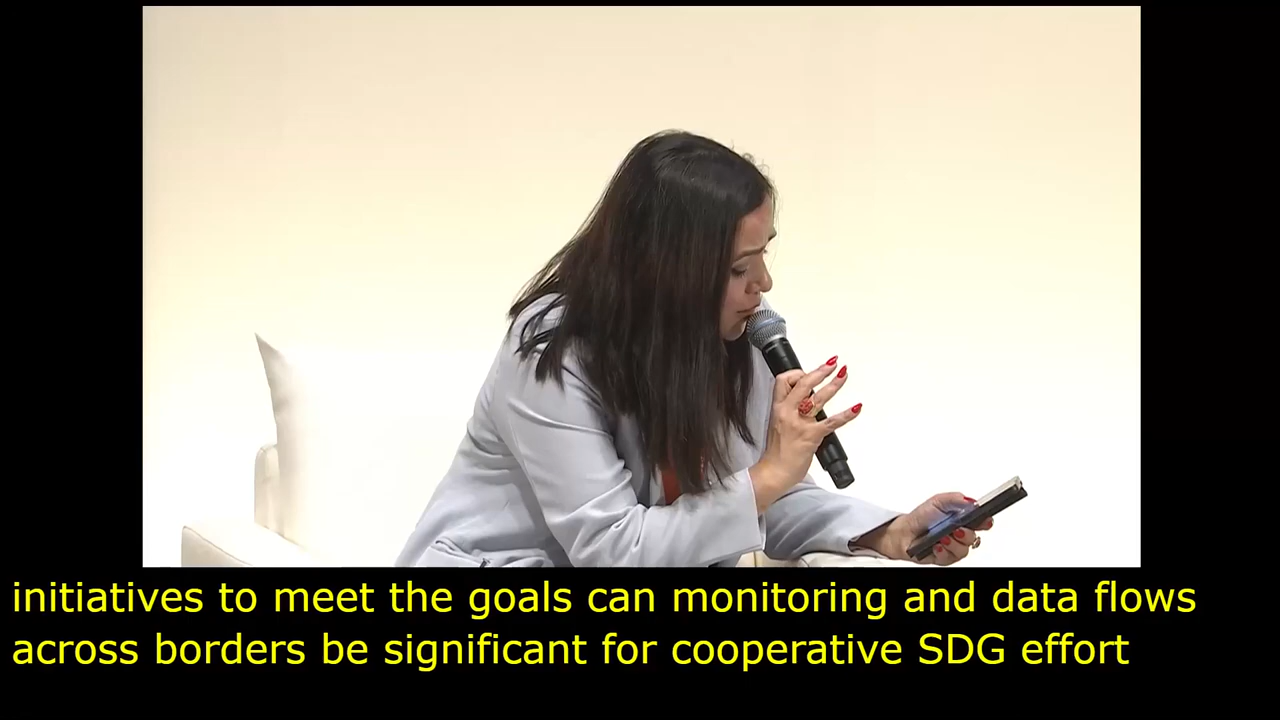 initiatives to meet the goals can monitoring and data flows
across borders be significant for cooperative SDG effort